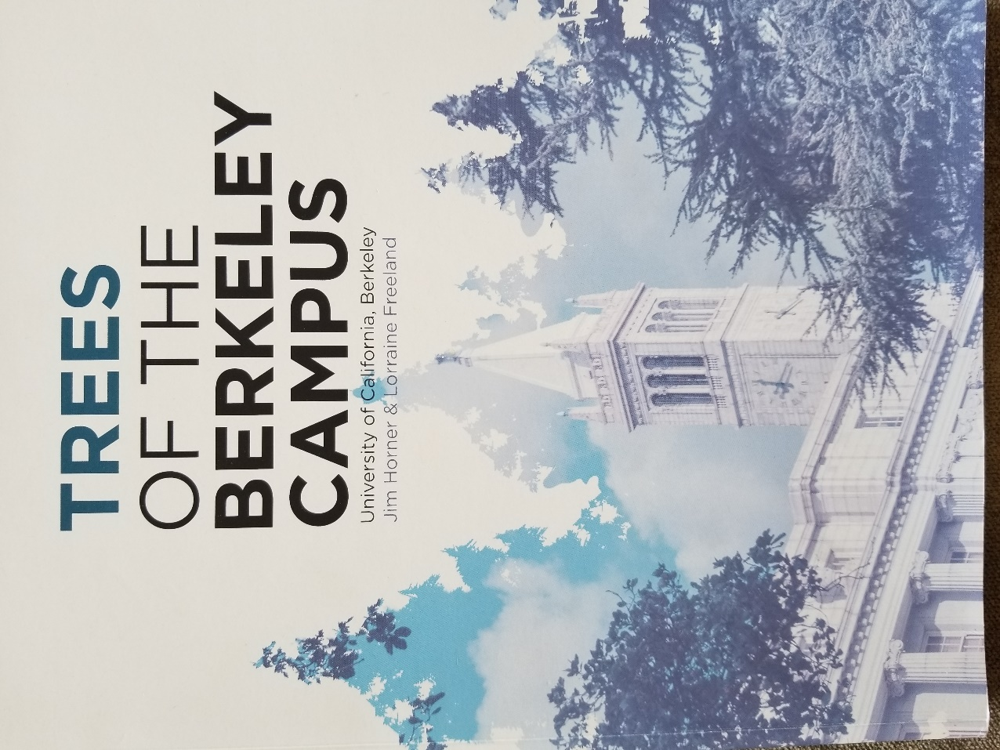 TREES
OF THE
BERKELEY
CAMPUS
University of California, Berkeley
Jim Horner & Lorraine Freeland